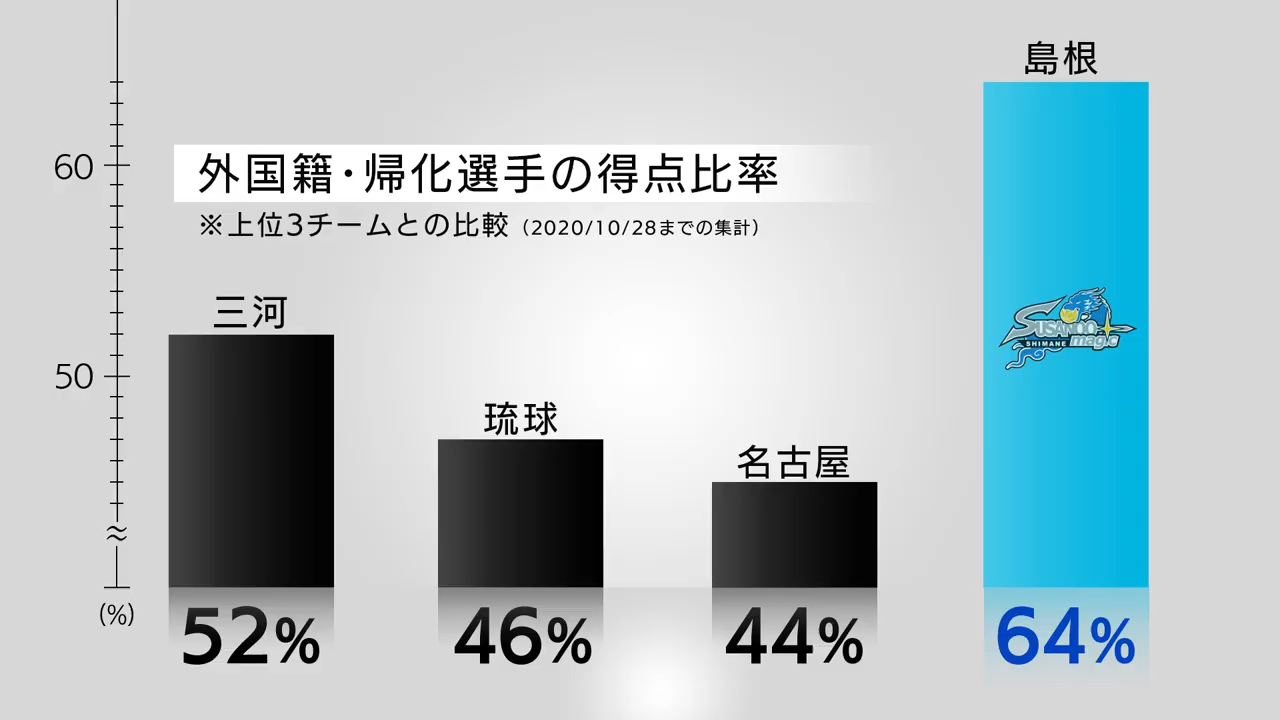 島根
60
外国籍・帰化選手の得点比率
※上位3チームとの比較（2020/10/28までの集計）
三河
SUSANOO
SHIMANE magic
50
琉球
名古屋
(%)
52%
46%
44%
64%